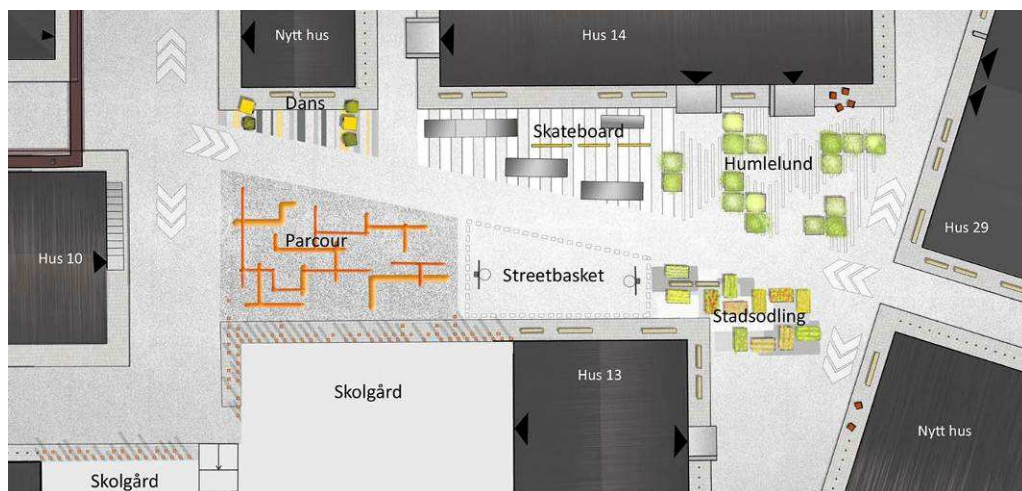 Nytt hus
Hus 14
Dans
Skateboard
Humlelund
Hus 29
Parcour
Hus 10
Streetbasket
Stadsodling
Hus 13
Skolgård
Nytt hus
Skolgård